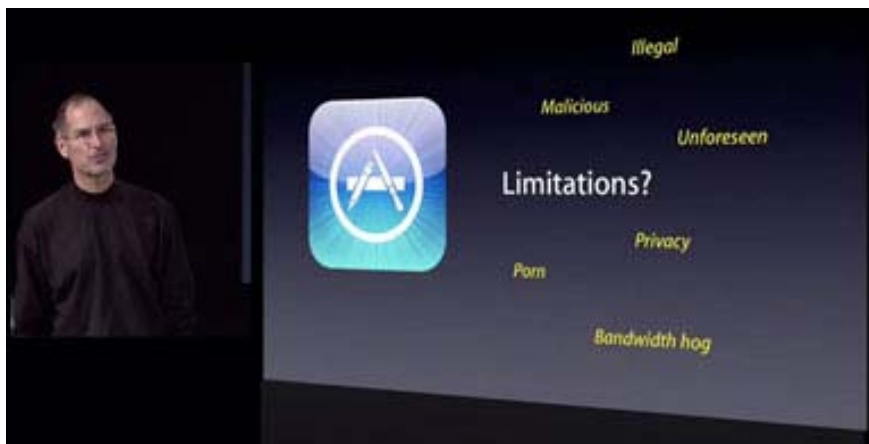 Illegal
Malicious
Unforeseen
Limitations?
Privacy
Porn
Bandwidth hog